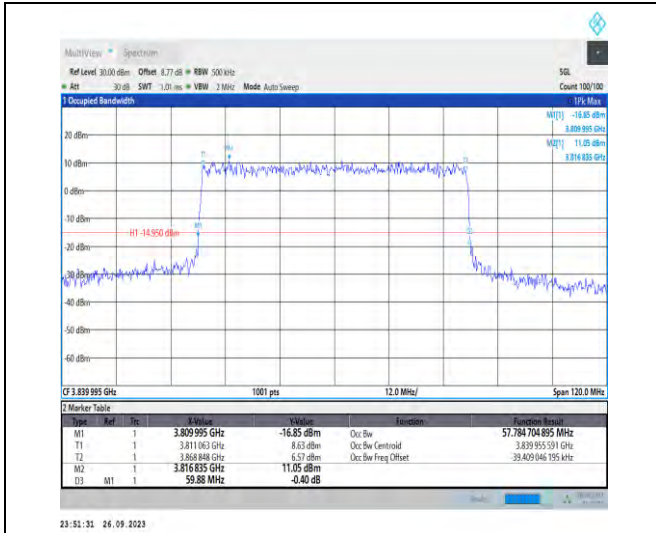 MultiView Spectrum
Ref Level 30.00 dBm Offset 8.77 dB RBW 500 kHz SGL
Att 30 dB SWT 1.01 ms VBW 2 MHz Mode Auto Sweep Count 100/100
1 Occupied Bandwidth 1Pk Max
M1[1] -16.85 dBm
3.809 995 GHz
M2[1] 11.05 dBm
3.816 835 GHz
20 dBm
M2
T1
10 dBm
0 dBm
-10 dBm
M1
H1 -14.950 dBm
-30 dBm
-40 dBm
-50 dBm
-60 dBm
CF 3.839 995 GHz 1001 pts 12.0 MHz/ Span 120.0 MHz
2 Marker Table
Type Ref Trc X-Value Y-Value Function Function Result
M1 1 3.809 995 GHz -16.85 dBm Occ Bw 57.784 704 895 MHz
T1 1 3.811 063 GHz 8.63 dBm Occ Bw Centroid 3.839 955 591 GHz
T2 1 3.868 848 GHz 6.57 dBm Occ Bw Freq Offset -39.409 046 195 kHz
M2 1 3.816 835 GHz 11.05 dBm
D3 M1 1 59.88 MHz -0.40 dB
23:51:31 26.09.2023